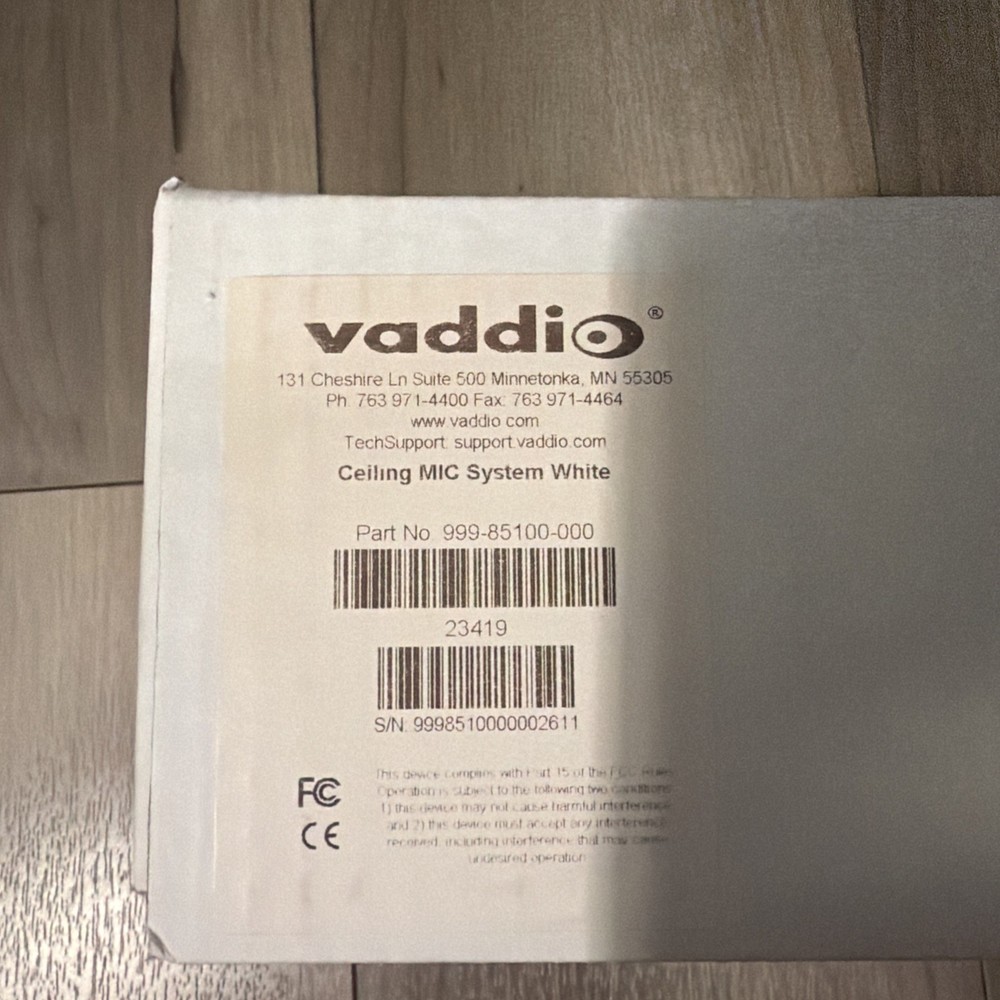 vaddio®
131 Cheshire Ln Suite 500 Minnetonka, MN 55305
Ph. 763 971-4400 Fax: 763 971-4464
www.vaddio.com
TechSupport: support.vaddio.com
Ceiling MIC System White
Part No 999-85100-000
23419
S/N: 9998510000002611
FC
CE
This device complies with Part 15 of the FCC Rules
Operation is subject to the following two conditions
1) this device may not cause harmful interference
and 2) this device must accept any interference
received, including interference that may cause
undesired operation